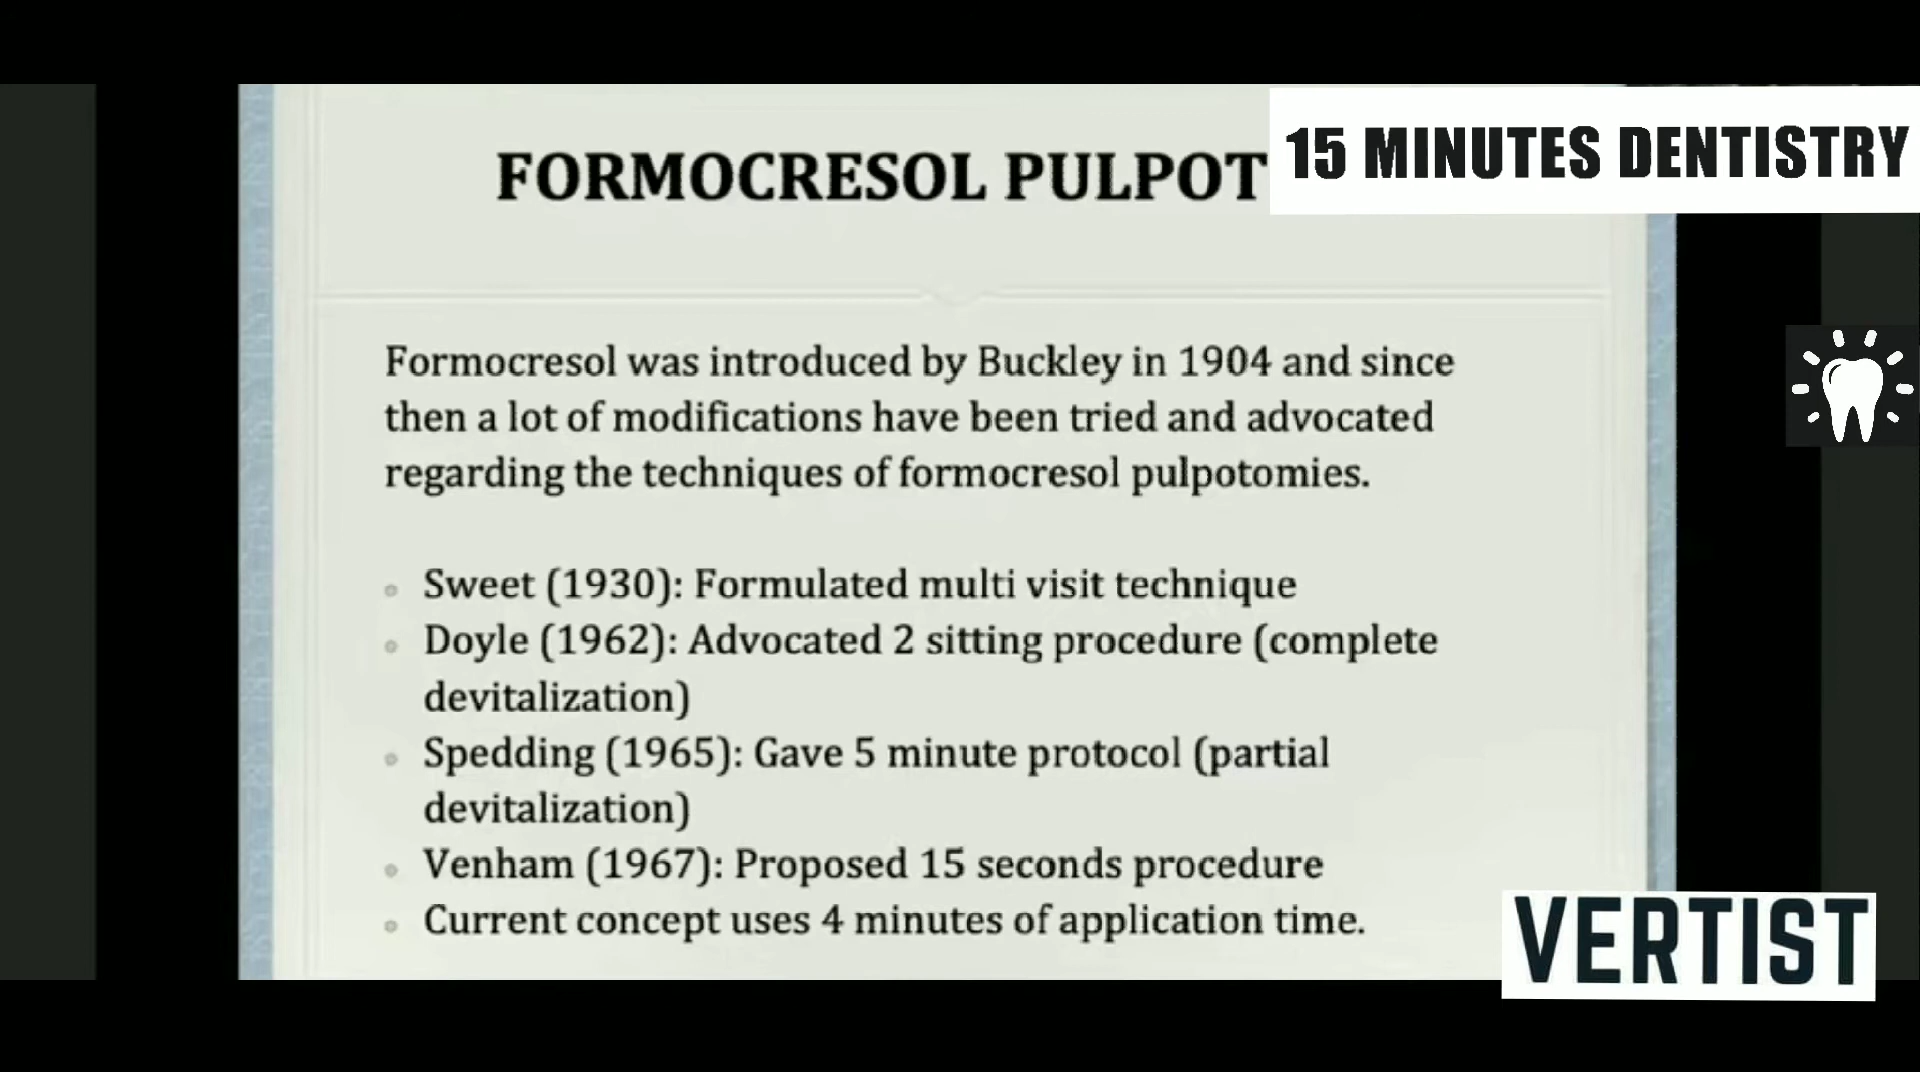 FORMOCRESOL PULPOT
15 MINUTES DENTISTRY
Formocresol was introduced by Buckley in 1904 and since
then a lot of modifications have been tried and advocated
regarding the techniques of formocresol pulpotomies.
Sweet (1930): Formulated multi visit technique
Doyle (1962): Advocated 2 sitting procedure (complete
devitalization)
Spedding (1965): Gave 5 minute protocol (partial
devitalization)
Venham (1967): Proposed 15 seconds procedure
Current concept uses 4 minutes of application time.
VERTIST